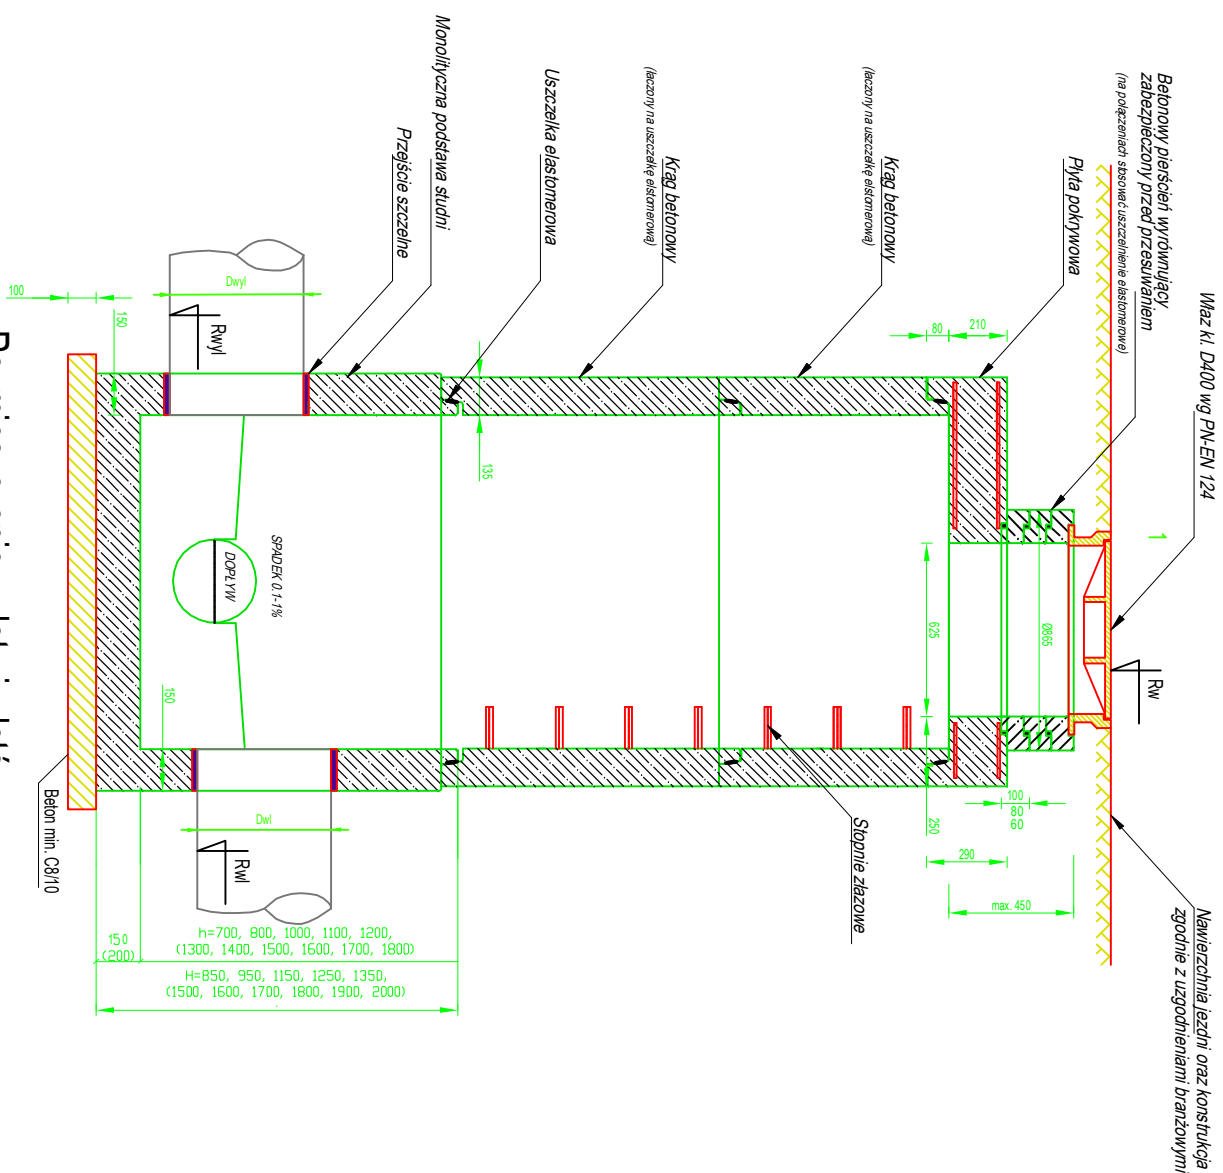 Właz kl. D400 wg PN-EN 124
Betonowy pierścień wyrównujący
zabezpieczony przed przesuwaniem
(na połączeniach stosować uszczelnienie elastomerowe)
Płyta pokrywowa
Krąg betonowy
(łaczony na uszczelkę elstomerową)
Krąg betonowy
(łaczony na uszczelkę elstomerową)
Uszczelka elastomerowa
Monolityczna podstawa studni
Przejście szczelne
Nawierzchnia jezdni oraz konstrukcja
zgodnie z uzgodnieniami branżowymi
Stopnie złazowe
Beton min. C8/10
1
Rw
Rwyl
Rwl
Dwyl
Dwl
DOPŁYW
SPADEK 0.1-1%
210
80
625
Ø865
135
150
150
100
100
80
60
250
290
max. 450
150
(200)
h=700, 800, 1000, 1100, 1200,
(1300, 1400, 1500, 1600, 1700, 1800)
H=850, 950, 1150, 1250, 1350,
(1500, 1600, 1700, 1800, 1900, 2000)